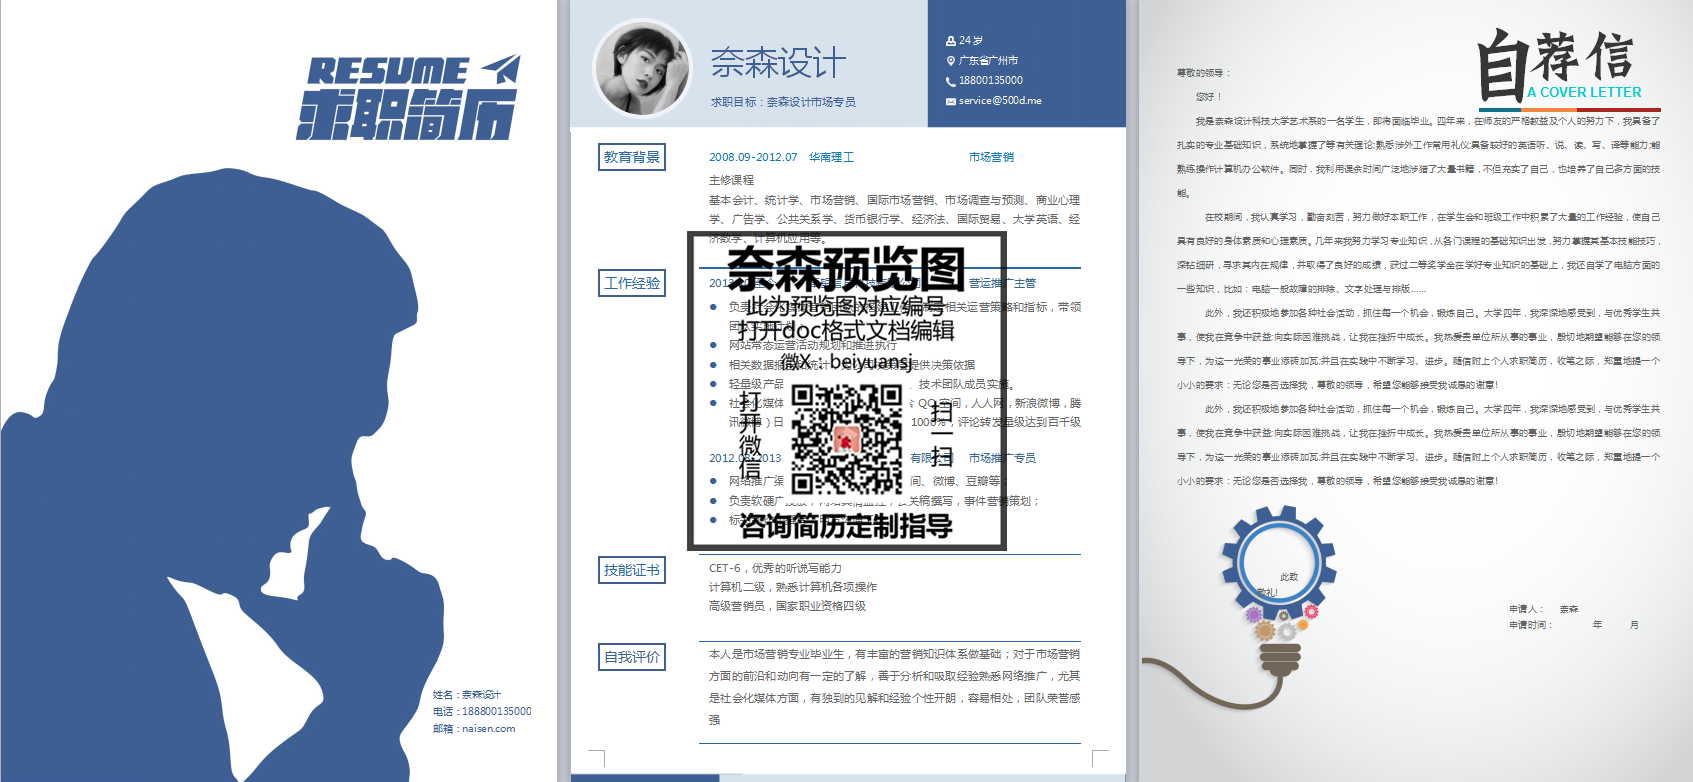 RESUME
求职简历
姓名：奈森设计
电话：188800135000
邮箱：naisen.com
奈森设计
求职目标：奈森设计市场专员
24 岁
广东省广州市
18800135000
service@500d.me
教育背景
2008.09-2012.07 华南理工 市场营销
主修课程
基本会计、统计学、市场营销、国际市场营销、市场调查与预测、商业心理
学、广告学、公共关系学、货币银行学、经济法、国际贸易、大学英语、经
济数学、计算机应用等。
工作经验
营运推广主管
相关运营策略和指标，带领
网站常态运营活动规划和推进执行
相关数据报 提供决策依据
轻量级产品 、技术团队成员实施。
社会化媒体 QQ 空间，人人网，新浪微博，腾
讯微博）日 1000%，评论转发量级达到百千级
有限公司 市场推广专员
网络推广渠 间、微博、豆瓣等
负责软硬广 关稿撰写，事件营销策划；
奈森预览图
此为预览图对应编号
打开doc格式文档编辑
微X：beiyuansj
打开微信
扫一扫
咨询简历定制指导
技能证书
CET-6，优秀的听说写能力
计算机二级，熟悉计算机各项操作
高级营销员，国家职业资格四级
自我评价
本人是市场营销专业毕业生，有丰富的营销知识体系做基础；对于市场营销
方面的前沿和动向有一定的了解，善于分析和吸取经验熟悉网络推广，尤其
是社会化媒体方面，有独到的见解和经验个性开朗，容易相处，团队荣誉感
强
自荐信
A COVER LETTER
尊敬的领导：
您好！
我是奈森设计科技大学艺术系的一名学生，即将面临毕业。四年来，在师友的严格教益及个人的努力下，我具备了
扎实的专业基础知识，系统地掌握了等有关理论;熟悉涉外工作常用礼仪;具备较好的英语听、说、读、写、译等能力;能
熟练操作计算机办公软件。同时，我利用课余时间广泛地涉猎了大量书籍，不但充实了自己，也培养了自己多方面的技
能。
在校期间，我认真学习，勤奋刻苦，努力做好本职工作，在学生会和班级工作中积累了大量的工作经验，使自己
具有良好的身体素质和心理素质。几年来我努力学习专业知识，从各门课程的基础知识出发，努力掌握其基本技能技巧，
深钻细研，寻求其内在规律，并取得了良好的成绩，获过二等奖学金在学好专业知识的基础上，我还自学了电脑方面的
一些知识，比如：电脑一般故障的排除、文字处理与排版……
此外，我还积极地参加各种社会活动，抓住每一个机会，锻炼自己。大学四年，我深深地感受到，与优秀学生共
事，使我在竞争中获益;向实际困难挑战，让我在挫折中成长。我热爱贵单位所从事的事业，殷切地期望能够在您的领
导下，为这一光荣的事业添砖加瓦;并且在实践中不断学习、进步。随信附上个人求职简历，收笔之际，郑重地提一个
小小的要求：无论您是否选择我，尊敬的领导，希望您能够接受我诚恳的谢意!
此外，我还积极地参加各种社会活动，抓住每一个机会，锻炼自己。大学四年，我深深地感受到，与优秀学生共
事，使我在竞争中获益;向实际困难挑战，让我在挫折中成长。我热爱贵单位所从事的事业，殷切地期望能够在您的领
导下，为这一光荣的事业添砖加瓦;并且在实践中不断学习、进步。随信附上个人求职简历，收笔之际，郑重地提一个
小小的要求：无论您是否选择我，尊敬的领导，希望您能够接受我诚恳的谢意!
此致
敬礼!
申请人： 奈森
申请时间： 年 月